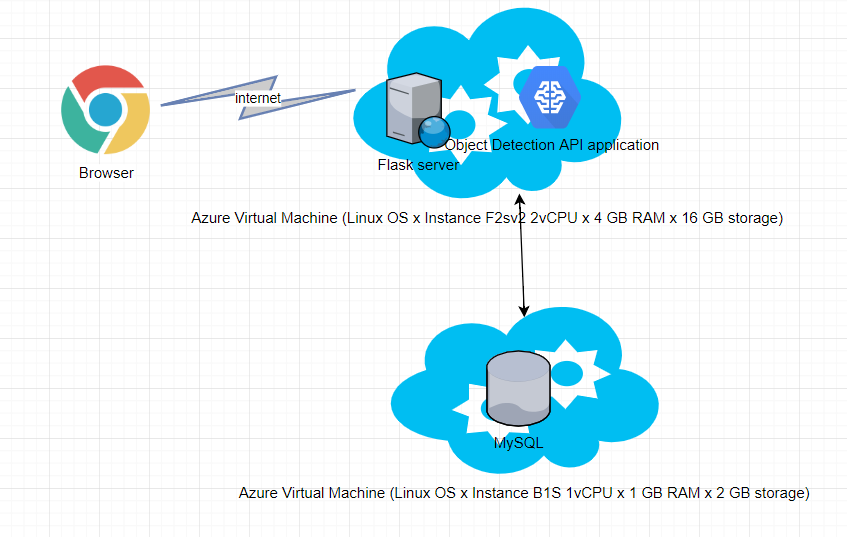 internet
Browser
Object Detection API application
Flask server
Azure Virtual Machine (Linux OS x Instance F2sv2 2vCPU x 4 GB RAM x 16 GB storage)
MySQL
Azure Virtual Machine (Linux OS x Instance B1S 1vCPU x 1 GB RAM x 2 GB storage)